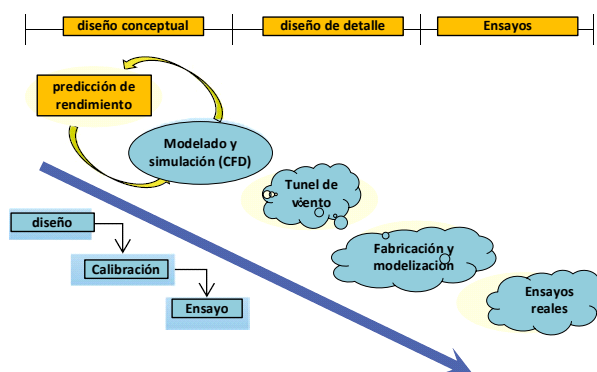 diseño conceptual
diseño de detalle
Ensayos
predicción de
rendimiento
Modelado y
simulación (CFD)
Tunel de
viento
diseño
Calibración
Ensayo
Fabricación y
modelización
Ensayos
reales